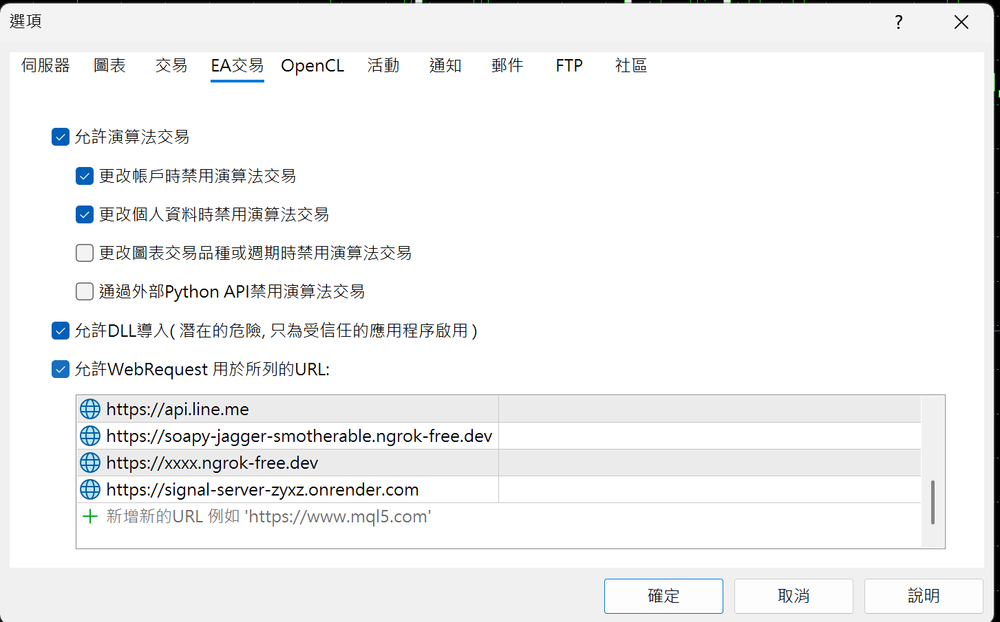 選項
伺服器 圖表 交易 EA交易 OpenCL 活動 通知 郵件 FTP 社區
允許演算法交易
更改帳戶時禁用演算法交易
更改個人資料時禁用演算法交易
更改圖表交易品種或週期時禁用演算法交易
通過外部Python API禁用演算法交易
允許DLL導入( 潛在的危險, 只為受信任的應用程序啟用 )
允許WebRequest 用於所列的URL:
https://api.line.me
https://soapy-jagger-smotherable.ngrok-free.dev
https://xxxx.ngrok-free.dev
https://signal-server-zyxz.onrender.com
新增新的URL 例如 'https://www.mql5.com'
確定 取消 說明